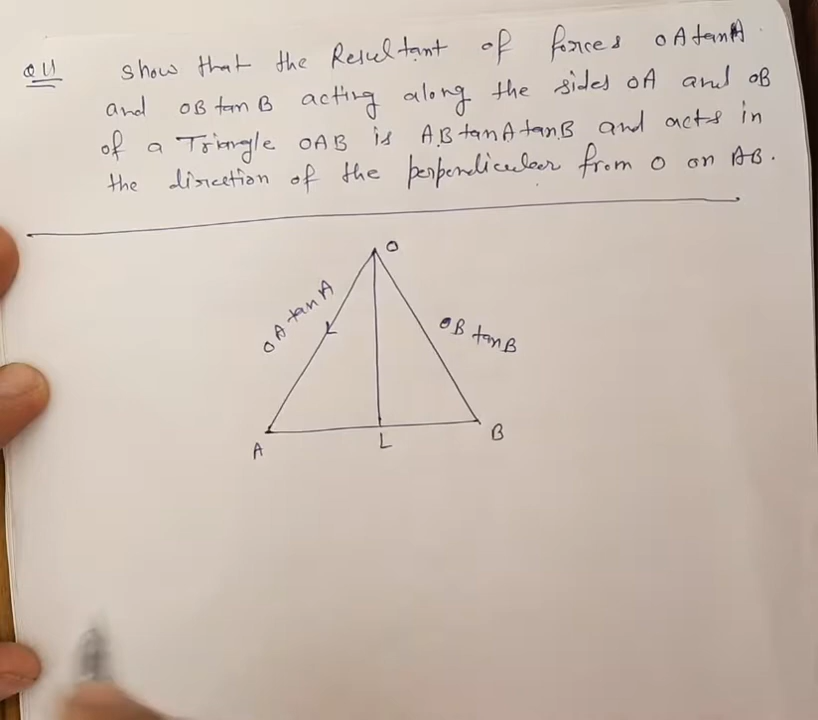 Q 11 show that the Resultant of forces OA tanA
and OB tan B acting along the sides OA and OB
of a Triangle OAB is AB tanA tanB and acts in
the direction of the perpendicular from O on AB.
O
OA tan A
OB tanB
A
L
B